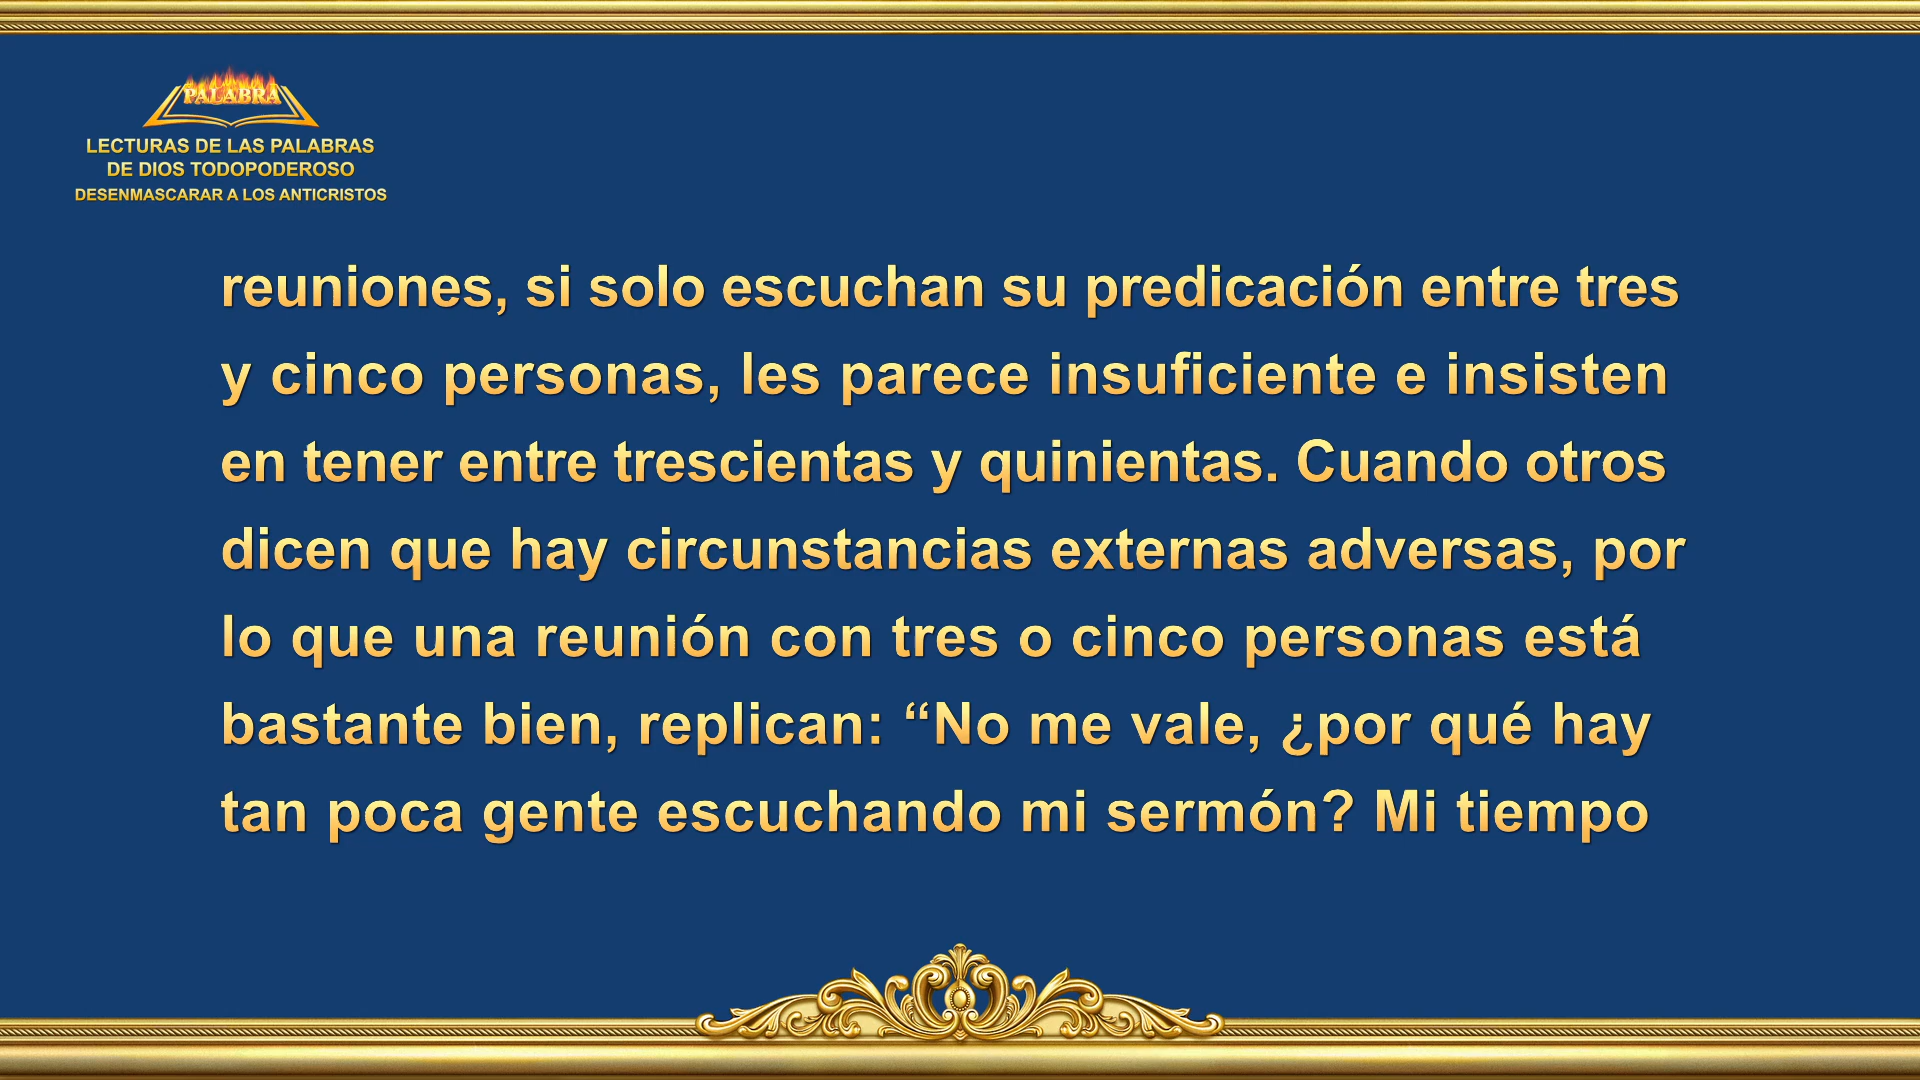 PALABRA
LECTURAS DE LAS PALABRAS
DE DIOS TODOPODEROSO
DESENMASCARAR A LOS ANTICRISTOS
reuniones, si solo escuchan su predicación entre tres
y cinco personas, les parece insuficiente e insisten
en tener entre trescientas y quinientas. Cuando otros
dicen que hay circunstancias externas adversas, por
lo que una reunión con tres o cinco personas está
bastante bien, replican: “No me vale, ¿por qué hay
tan poca gente escuchando mi sermón? Mi tiempo